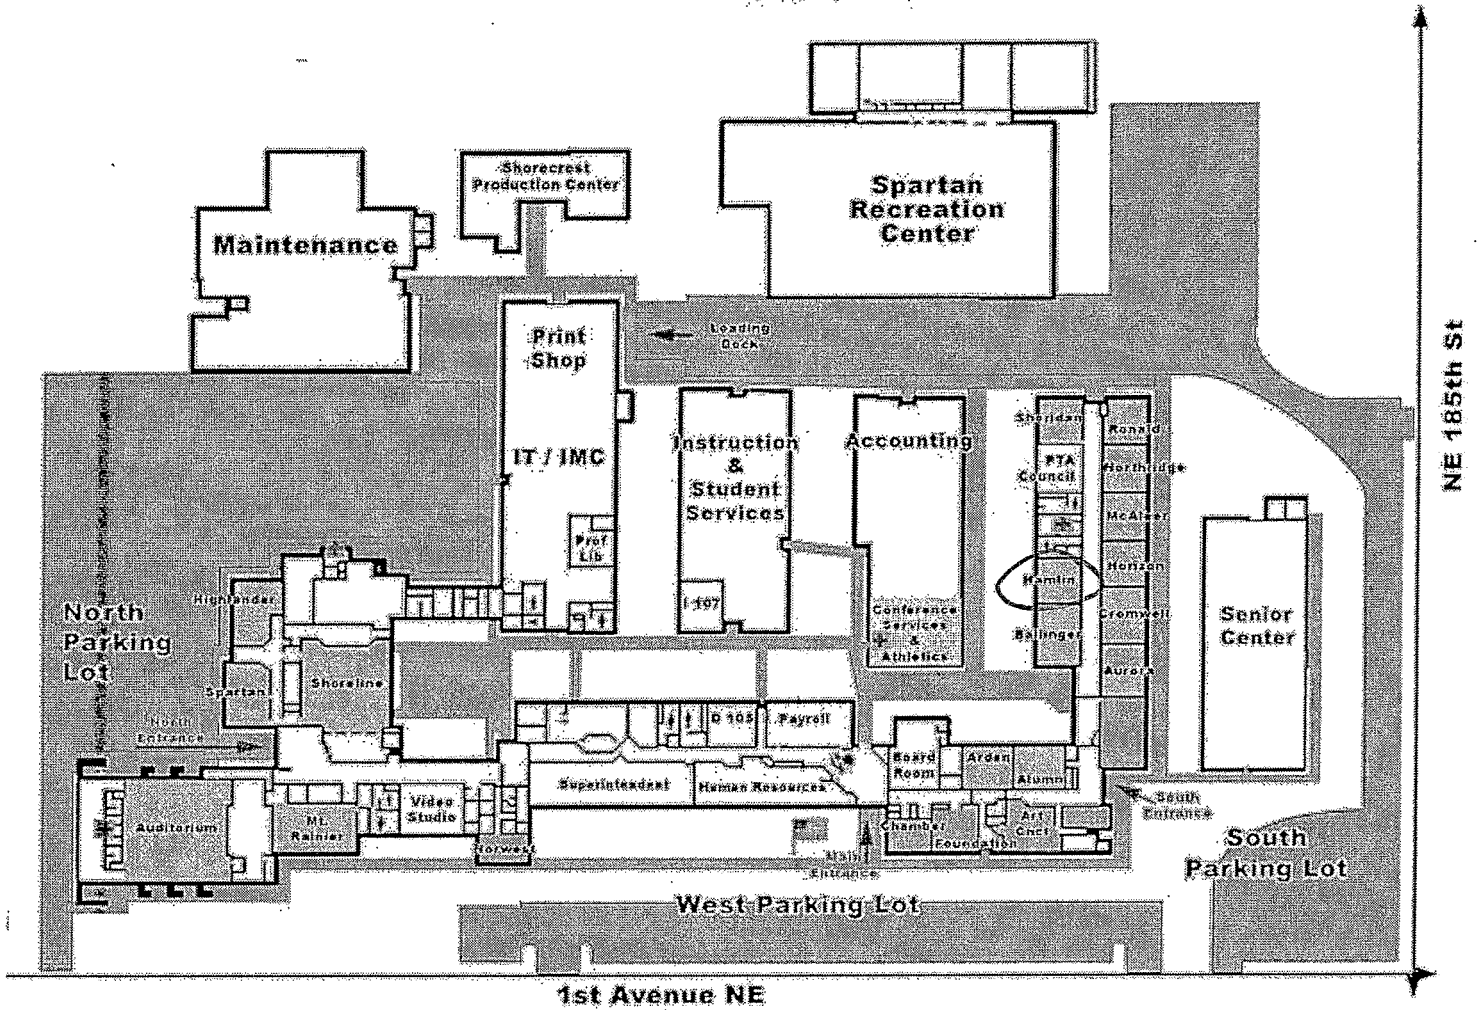 Spartan
Recreation
Center
Shorecrest
Production Center
Maintenance
Print
Shop
Loading
Dock
NE 185th St
IT / IMC
Instruction
&
Student
Services
Accounting
Sheridan
Ronald
PTA
Council
Northridge
McAleer
Prof
Lib
Horizon
Hamlin
I 107
Highlander
North
Parking
Lot
Conference
Services
&
Athletics
Cromwell
Ballinger
Senior
Center
Aurora
Spartan
Shoreline
North
Entrance
D 105
Payroll
Board
Room
Arden
Alumni
Superintendent
Human Resources
South
Entrance
Video
Studio
Mt.
Rainier
Auditorium
Norwest
Chamber
Foundation
Art
Cncl
Main
Entrance
South
Parking Lot
West Parking Lot
1st Avenue NE